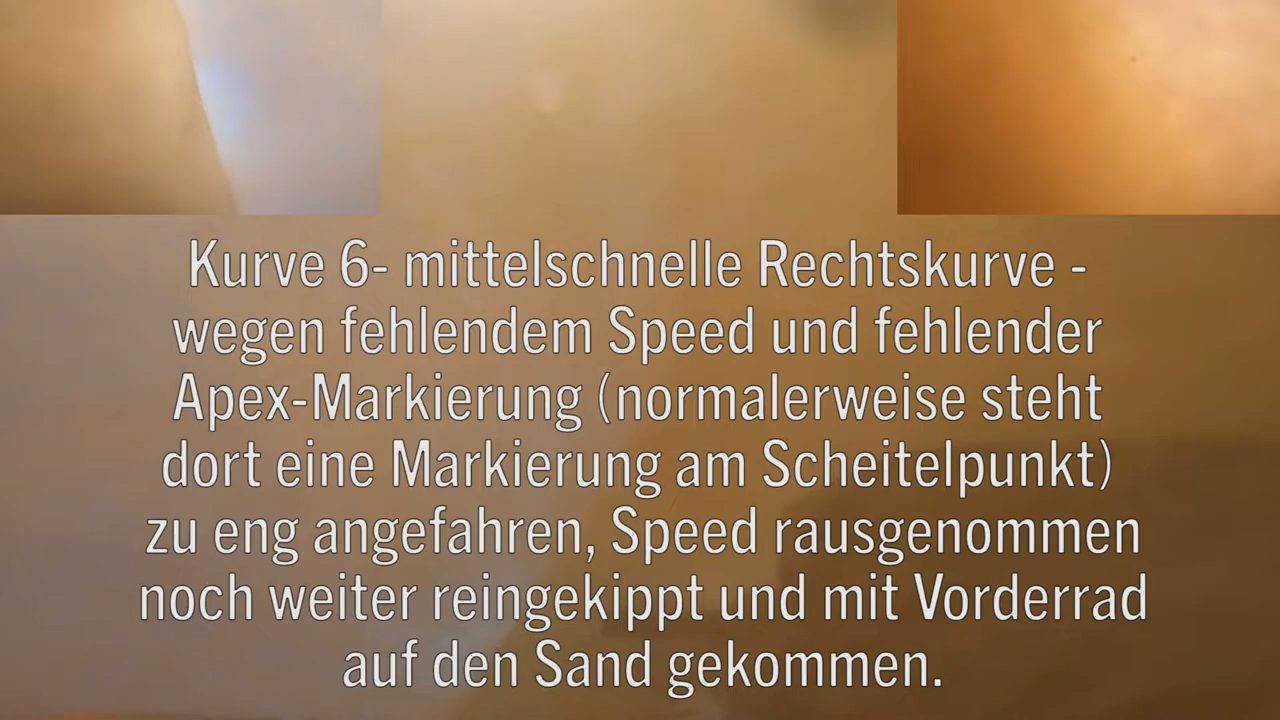 Kurve 6- mittelschnelle Rechtskurve -
wegen fehlendem Speed und fehlender
Apex-Markierung (normalerweise steht
dort eine Markierung am Scheitelpunkt)
zu eng angefahren, Speed rausgenommen
noch weiter reingekippt und mit Vorderrad
auf den Sand gekommen.